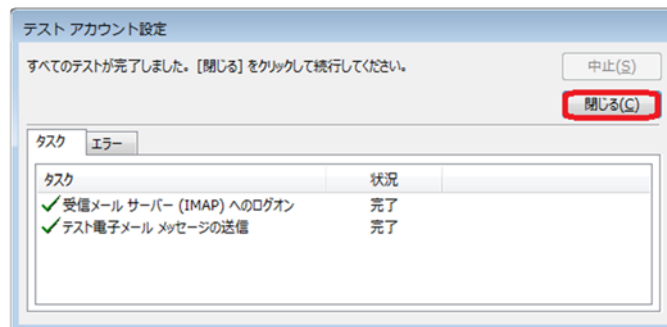 テスト アカウント設定
すべてのテストが完了しました。[閉じる] をクリックして続行してください。
中止(S)
閉じる(C)
タスク エラー
タスク 状況
受信メール サーバー (IMAP) へのログオン 完了
テスト電子メール メッセージの送信 完了